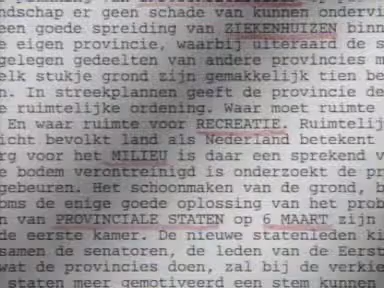 ndschap er geen schade van kunnen ondervi
een goede spreiding van ZIEKENHUIZEN binn
e eigen provincie, waarbij uiteraard de
gelegen gedeelten van andere provincies m
elk stukje grond zijn gemakkelijk tien be
n. In streekplannen geeft de provincie de
e ruimtelijke ordening. Waar moet ruimte
En waar ruimte voor RECREATIE. Ruimtelij
icht bevolkt land als Nederland betekent
rg voor het MILIEU is daar een sprekend v
e bodem verontreinigd is onderzoekt de pr
gebeuren. Het schoonmaken van de grond,
oms de enige goede oplossing van het prob
n van PROVINCIALE STATEN op 6 MAART zijn
de eerste kamer. De nieuwe statenleden ki
samen de senatoren, de leden van de Eerst
wat de provincies doen, zal bij de verkie
staten meer gemotiveerd een stem kunnen